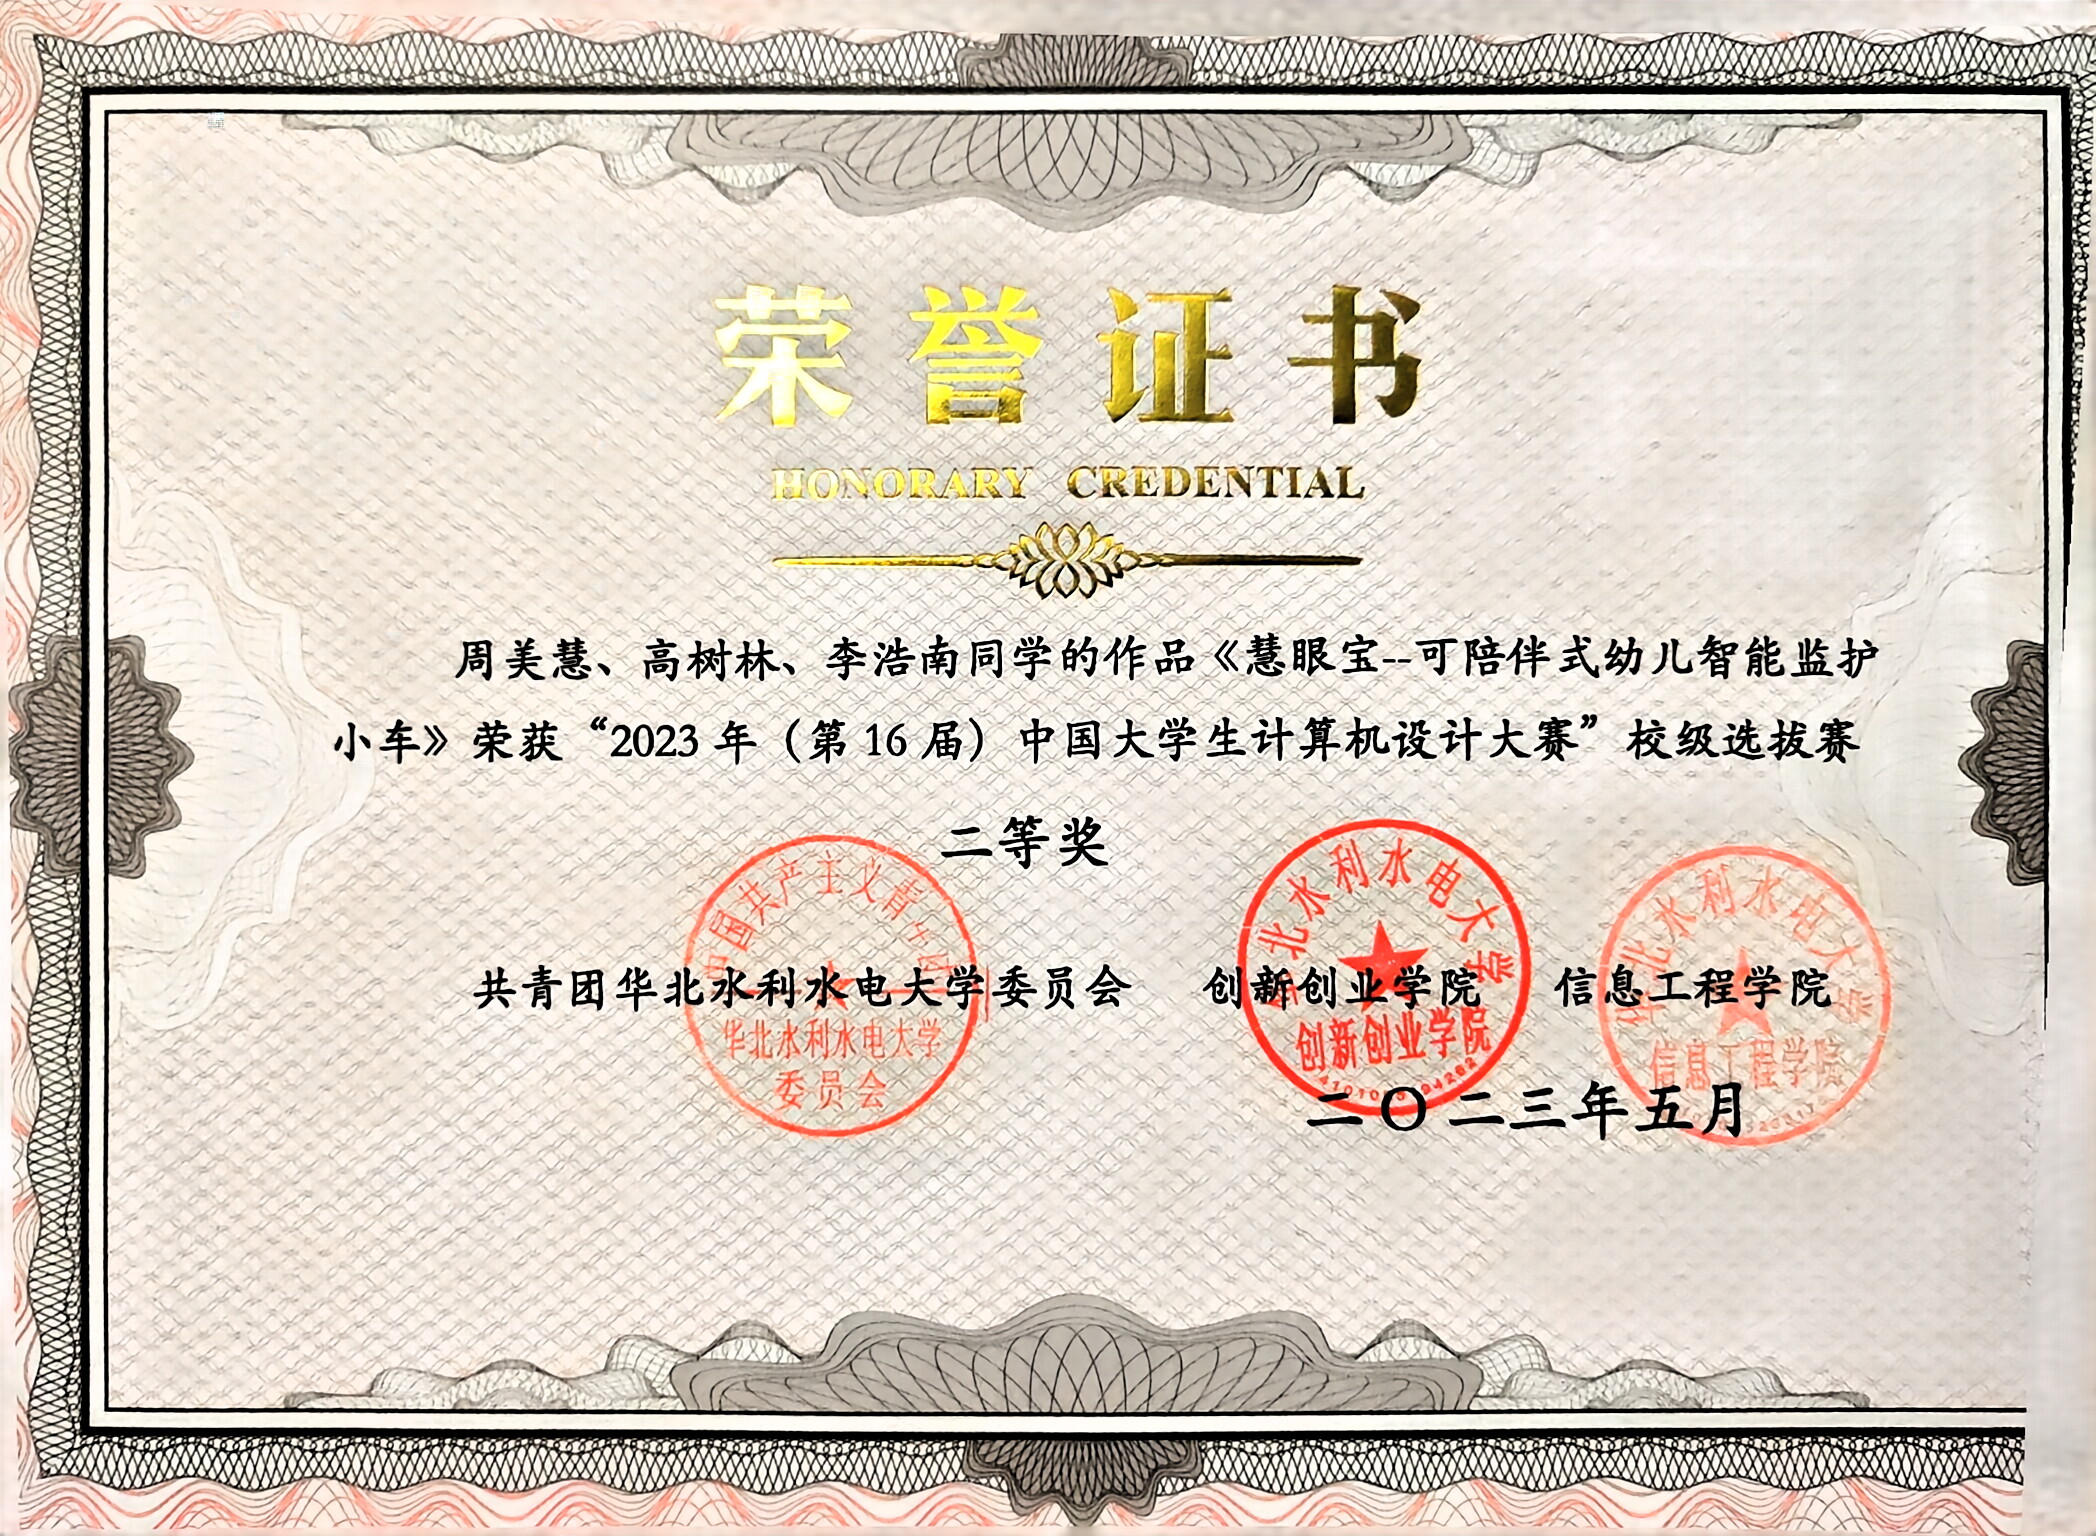 荣誉证书
HONORARY CREDENTIAL
周美慧、高树林、李浩南同学的作品《慧眼宝--可陪伴式幼儿智能监护
小车》荣获“2023年（第16届）中国大学生计算机设计大赛”校级选拔赛
二等奖
共青团华北水利水电大学委员会 创新创业学院 信息工程学院
二〇二三年五月
中国共产主义青年团
华北水利水电大学
委员会
华北水利水电大学
创新创业学院
华北水利水电大学
信息工程学院